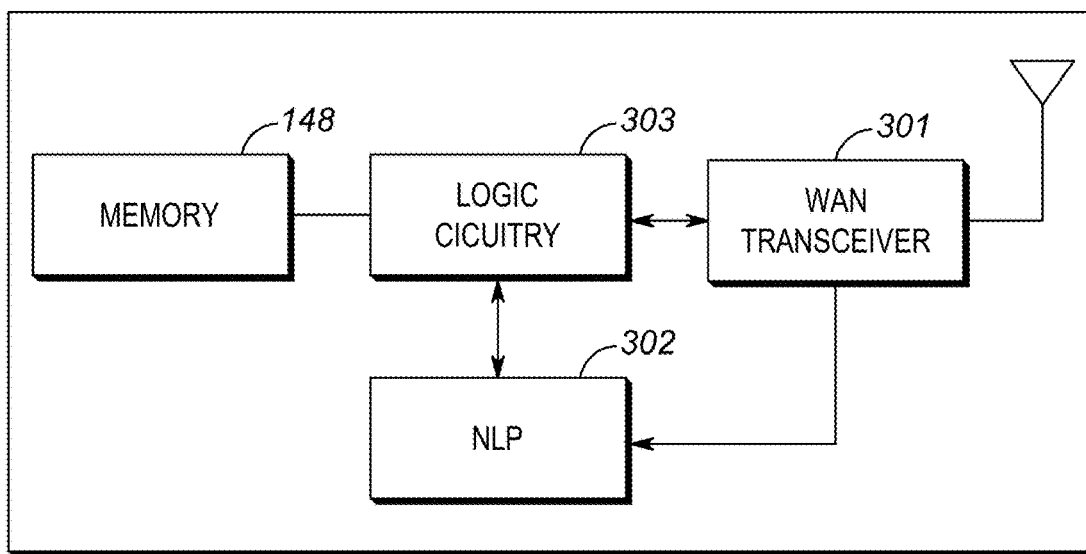 148
303
301
MEMORY
LOGIC
CICUITRY
WAN
TRANSCEIVER
302
NLP